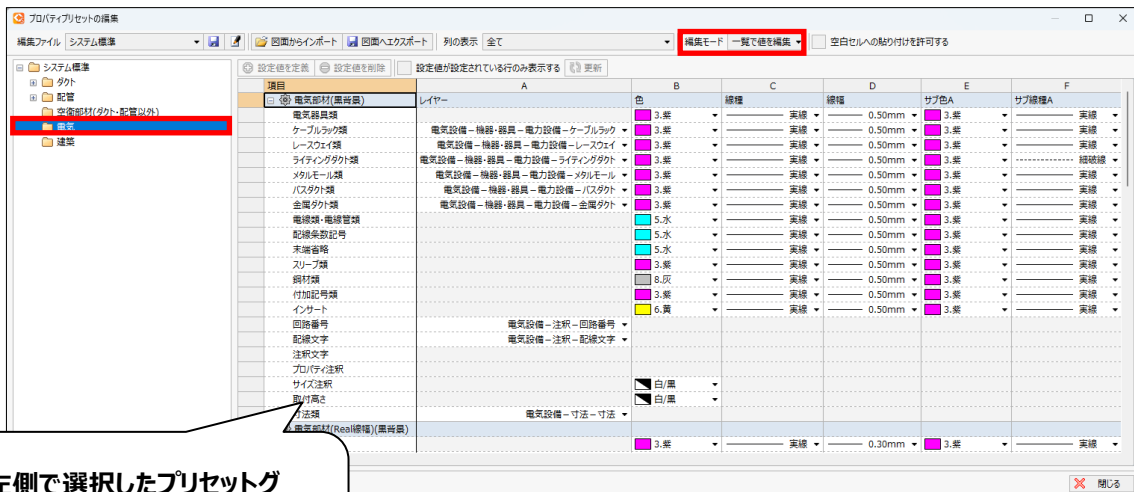 プロパティプリセットの編集
編集ファイル システム標準 図面からインポート 図面へエクスポート 列の表示 全て 編集モード 一覧で値を編集 空白セルへの貼り付けを許可する
システム標準
ダクト
配管
空衛部材(ダクト・配管以外)
電気
建築
設定値を定義 設定値を削除 設定値が設定されている行のみ表示する 更新
項目 A B C D E F
電気部材(黒背景) レイヤー 色 線種 線幅 サブ色A サブ線種A
電気器具類 3.紫 実線 0.50mm 3.紫 実線
ケーブルラック類 電気設備-機器・器具-電力設備-ケーブルラック 3.紫 実線 0.50mm 3.紫 実線
レースウェイ類 電気設備-機器・器具-電力設備-レースウェイ 3.紫 実線 0.50mm 3.紫 実線
ライティングダクト類 電気設備-機器・器具-電力設備-ライティングダクト 3.紫 実線 0.50mm 3.紫 細破線
メタルモール類 電気設備-機器・器具-電力設備-メタルモール 3.紫 実線 0.50mm 3.紫 実線
バスダクト類 電気設備-機器・器具-電力設備-バスダクト 3.紫 実線 0.50mm 3.紫 実線
金属ダクト類 電気設備-機器・器具-電力設備-金属ダクト 3.紫 実線 0.50mm 3.紫 実線
電線類・電線管類 5.水 実線 0.50mm 3.紫 実線
配線条数記号 5.水 実線 0.50mm 3.紫 実線
末端省略 5.水 実線 0.50mm 3.紫 実線
スリーブ類 3.紫 実線 0.50mm 3.紫 実線
鋼材類 8.灰 実線 0.50mm 3.紫 実線
付加記号類 3.紫 実線 0.50mm 3.紫 実線
インサート 6.黄 実線 0.50mm 3.紫 実線
回路番号 電気設備-注釈-回路番号
配線文字 電気設備-注釈-配線文字
注釈文字
プロパティ注釈
サイズ注釈 白/黒
取付高さ 白/黒
寸法類 電気設備-寸法-寸法
電気部材(Real線幅)(黒背景)
3.紫 実線 0.30mm 3.紫 実線
左側で選択したプリセットグ
閉じる